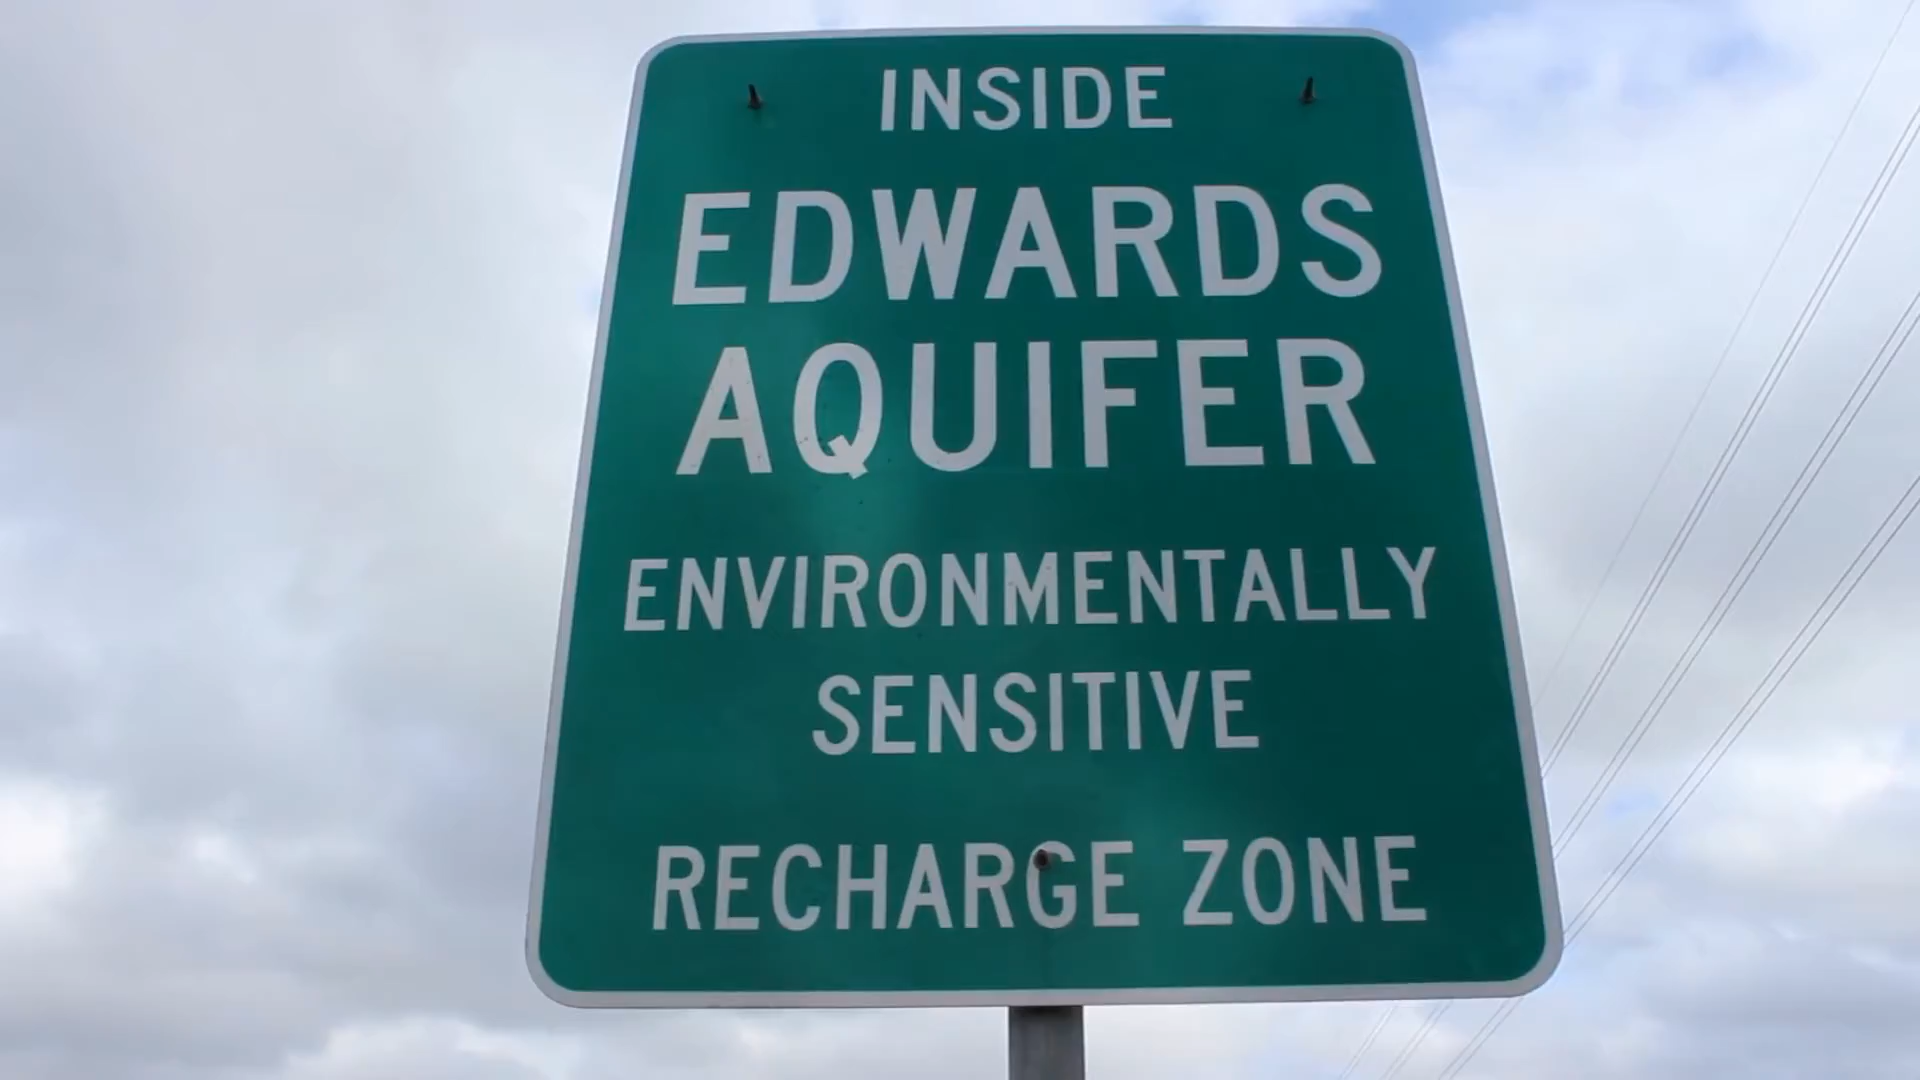 INSIDE
EDWARDS
AQUIFER
ENVIRONMENTALLY
SENSITIVE
RECHARGE ZONE